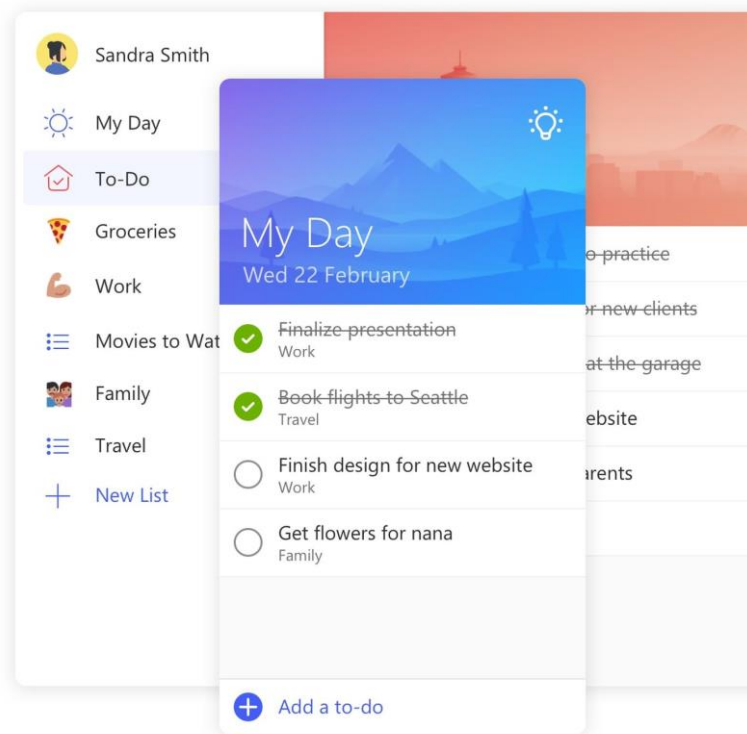 Sandra Smith
My Day
To-Do
Groceries
Work
Movies to Wat
Family
Travel
New List
My Day
Wed 22 February
Finalize presentation
Work
Book flights to Seattle
Travel
Finish design for new website
Work
Get flowers for nana
Family
Add a to-do
o practice
or new clients
at the garage
ebsite
arents